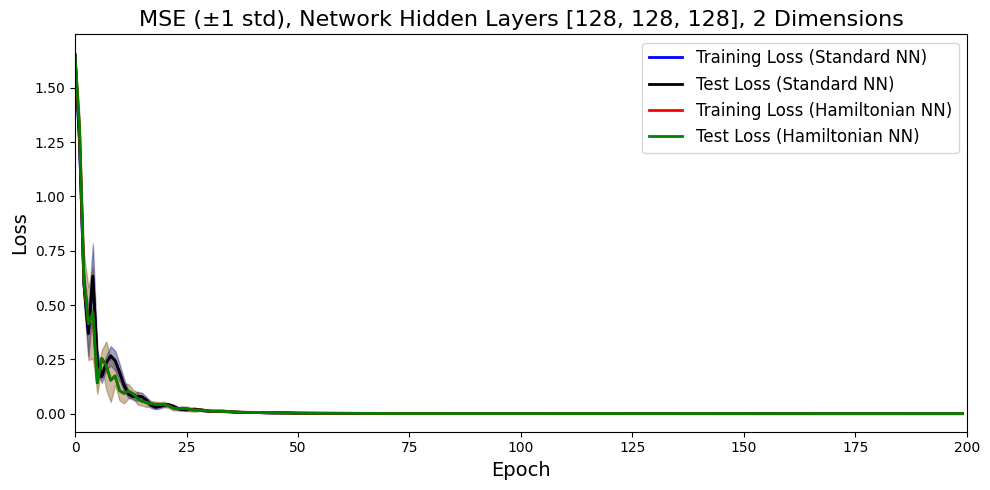 MSE (±1 std), Network Hidden Layers [128, 128, 128], 2 Dimensions
Training Loss (Standard NN)
Test Loss (Standard NN)
Training Loss (Hamiltonian NN)
Test Loss (Hamiltonian NN)
Loss
1.50
1.25
1.00
0.75
0.50
0.25
0.00
0 25 50 75 100 125 150 175 200
Epoch